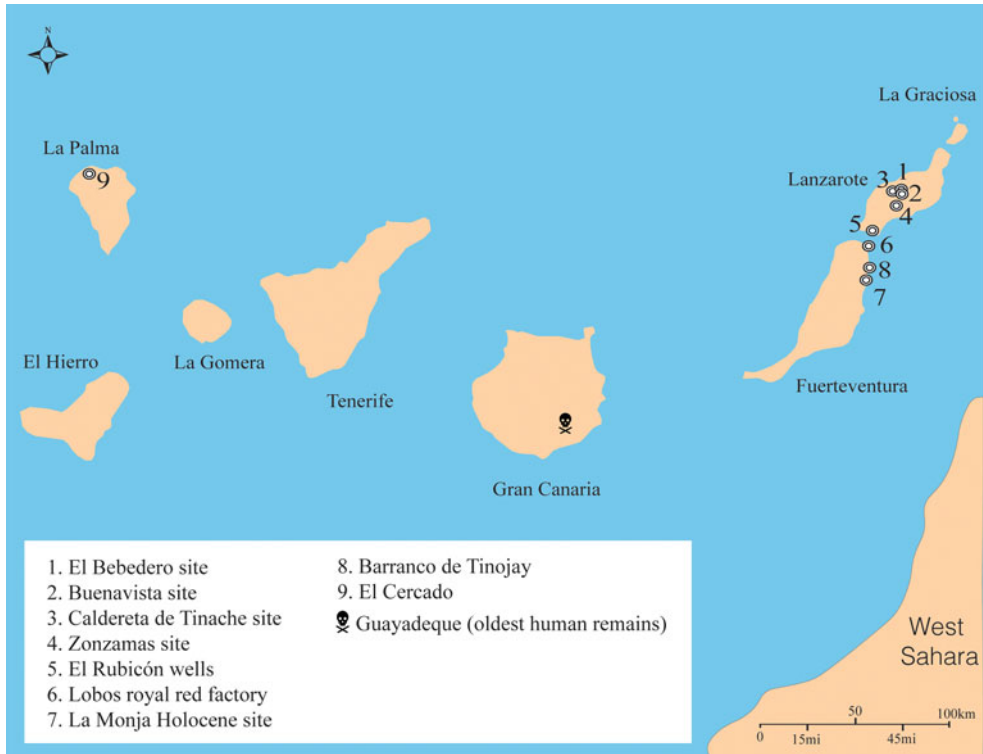 N
La Graciosa
La Palma
9
Lanzarote
3
1
2
4
5
6
8
7
El Hierro
La Gomera
Tenerife
Fuerteventura
Gran Canaria
1. El Bebedero site
2. Buenavista site
3. Caldereta de Tinache site
4. Zonzamas site
5. El Rubicón wells
6. Lobos royal red factory
7. La Monja Holocene site
8. Barranco de Tinojay
9. El Cercado
Guayadeque (oldest human remains)
West
Sahara
50
100km
0
15mi
45mi